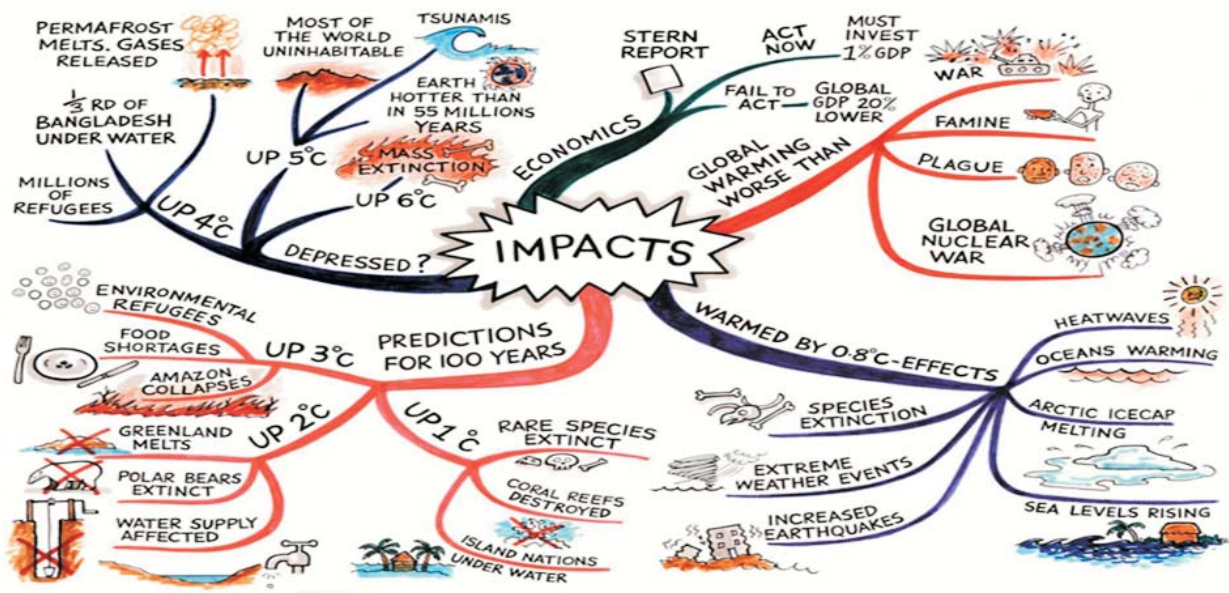 IMPACTS
ECONOMICS
STERN
REPORT
ACT
NOW
MUST
INVEST
1% GDP
FAIL TO
ACT
GLOBAL
GDP 20%
LOWER
GLOBAL
WARMING
WORSE THAN
WAR
FAMINE
PLAGUE
GLOBAL
NUCLEAR
WAR
WARMED BY 0.8°C-EFFECTS
HEATWAVES
OCEANS WARMING
ARCTIC ICECAP
MELTING
SEA LEVELS RISING
SPECIES
EXTINCTION
EXTREME
WEATHER EVENTS
INCREASED
EARTHQUAKES
PREDICTIONS
FOR 100 YEARS
UP 1°C
RARE SPECIES
EXTINCT
CORAL REEFS
DESTROYED
ISLAND NATIONS
UNDER WATER
UP 2°C
GREENLAND
MELTS
POLAR BEARS
EXTINCT
WATER SUPPLY
AFFECTED
UP 3°C
ENVIRONMENTAL
REFUGEES
FOOD
SHORTAGES
AMAZON
COLLAPSES
DEPRESSED?
UP 4°C
PERMAFROST
MELTS. GASES
RELEASED
1/3 RD OF
BANGLADESH
UNDER WATER
MILLIONS
OF
REFUGEES
UP 5°C
MOST OF
THE WORLD
UNINHABITABLE
TSUNAMIS
EARTH
HOTTER THAN
IN 55 MILLIONS
YEARS
UP 6°C
MASS
EXTINCTION